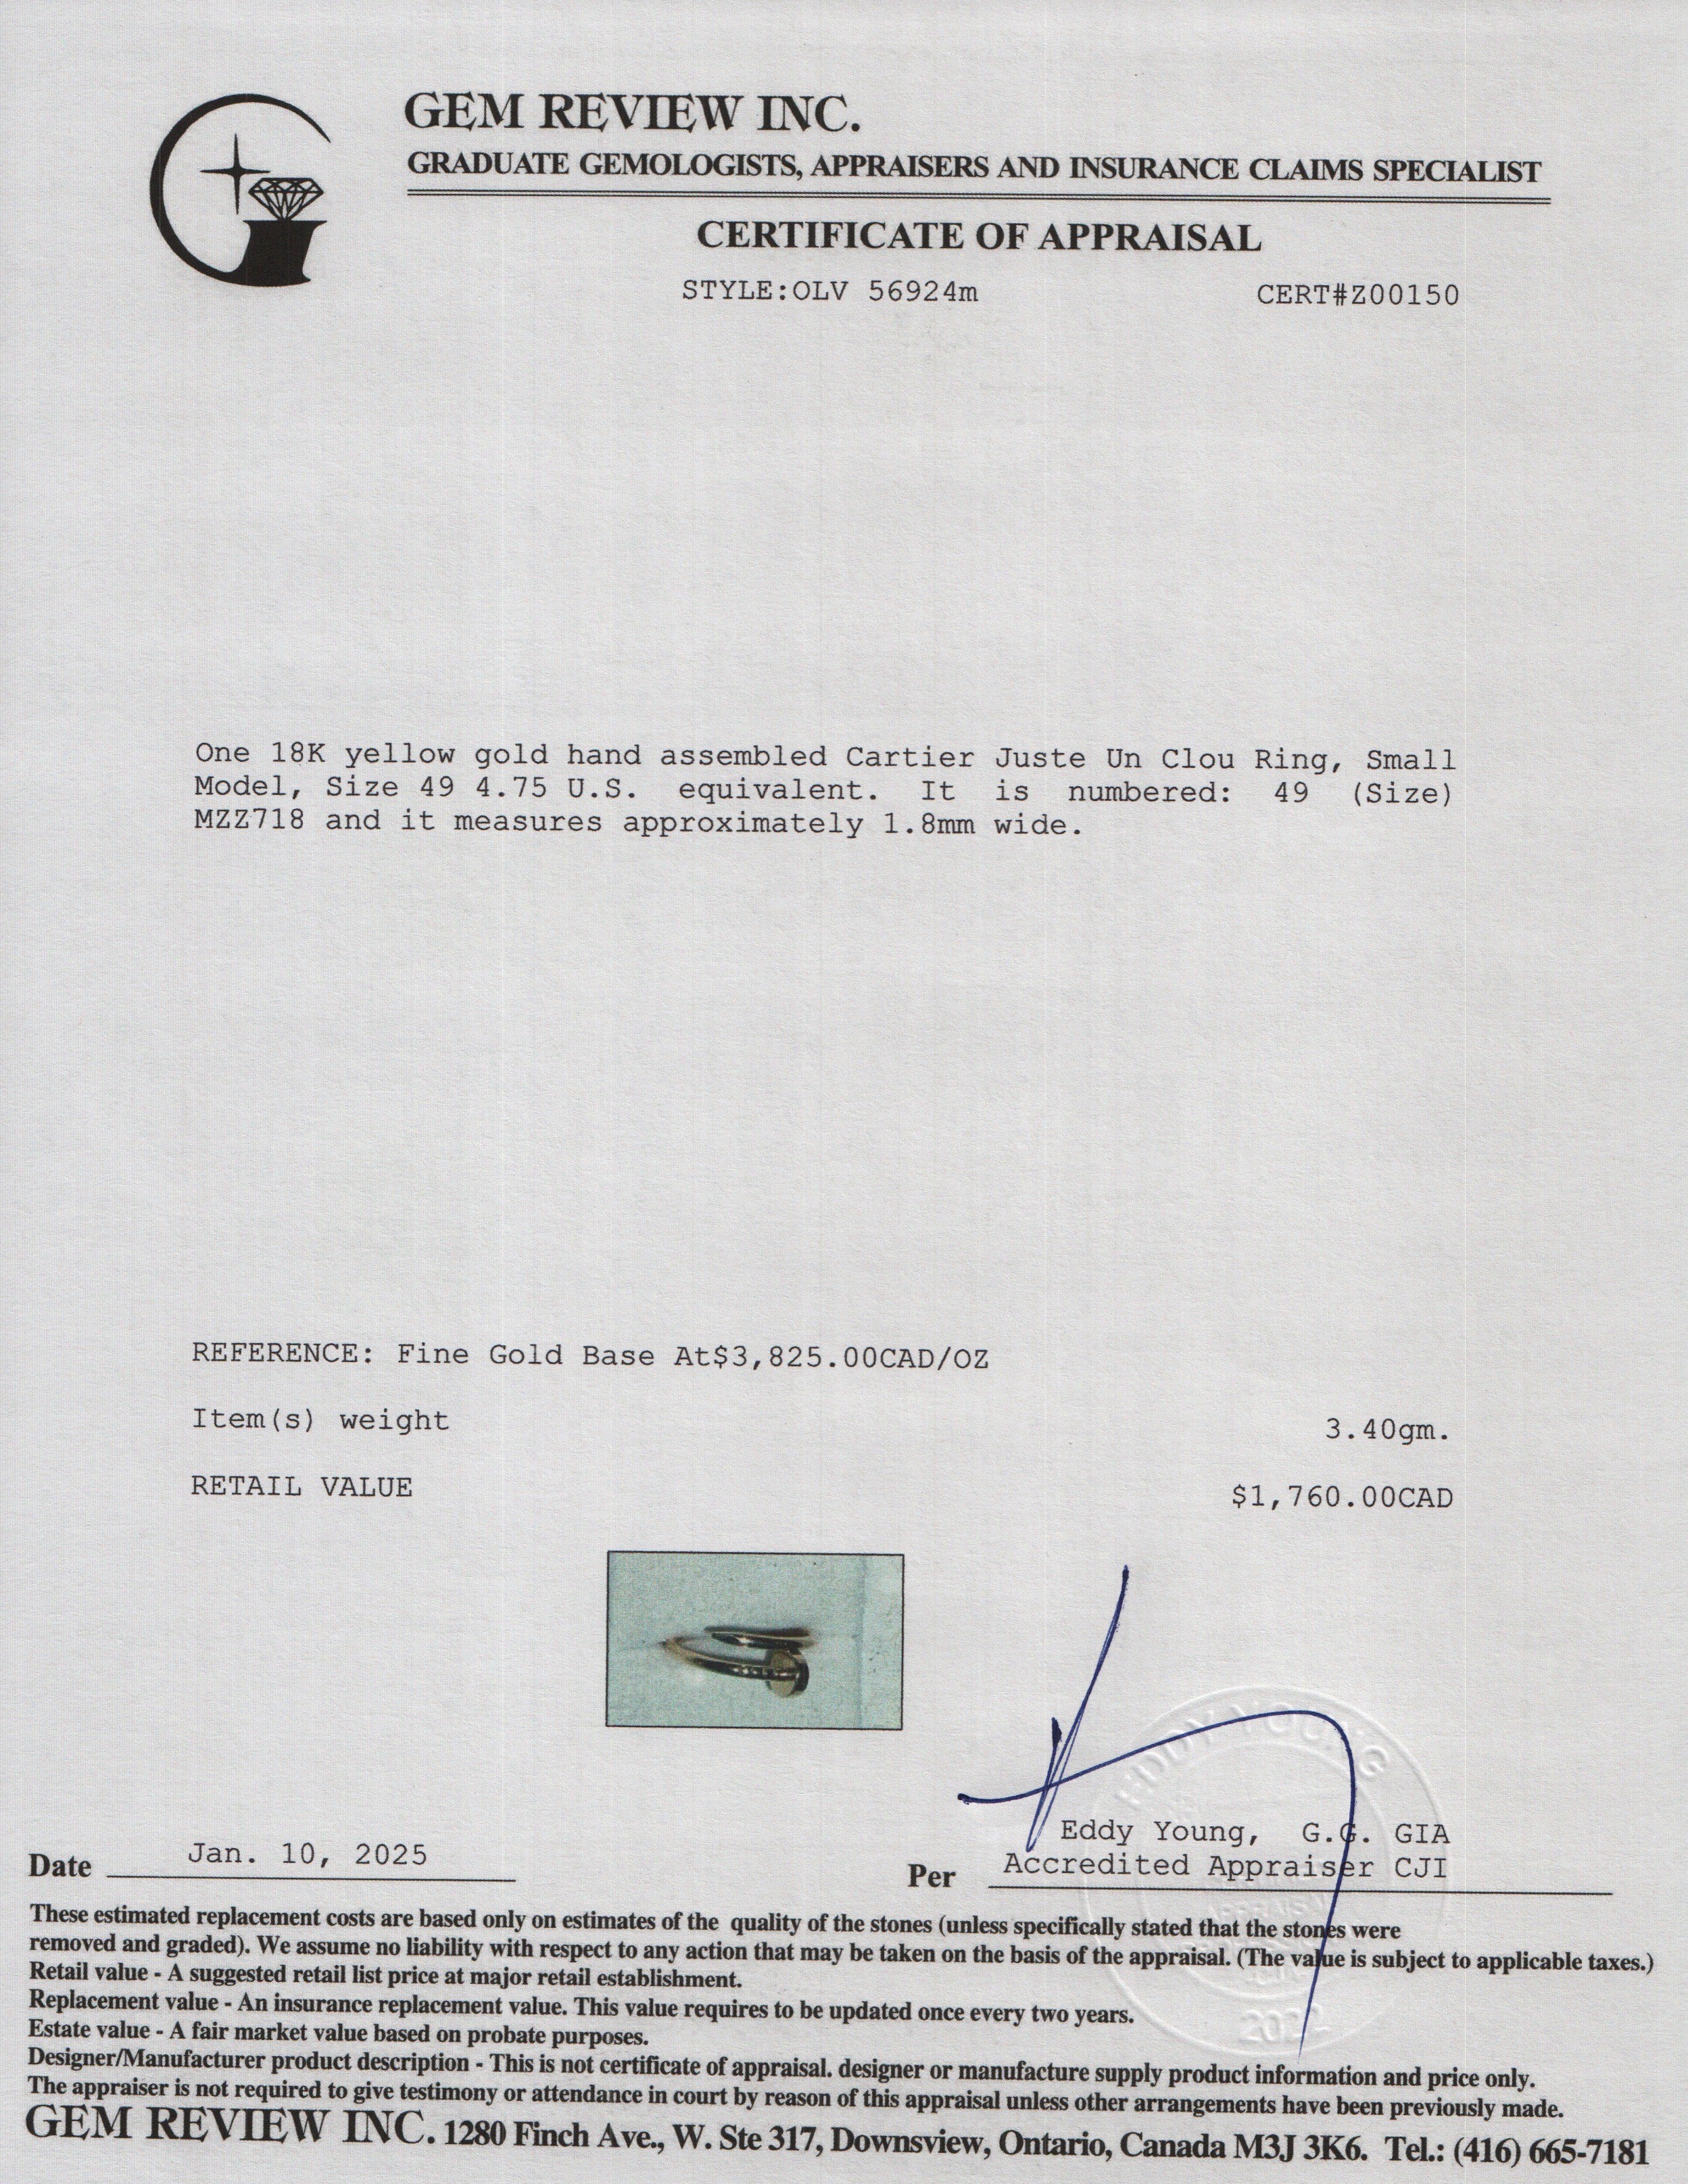 GEM REVIEW INC.
GRADUATE GEMOLOGISTS, APPRAISERS AND INSURANCE CLAIMS SPECIALIST
CERTIFICATE OF APPRAISAL
STYLE:OLV 56924m CERT#Z00150
One 18K yellow gold hand assembled Cartier Juste Un Clou Ring, Small
Model, Size 49 4.75 U.S. equivalent. It is numbered: 49 (Size)
MZZ718 and it measures approximately 1.8mm wide.
REFERENCE: Fine Gold Base At$3,825.00CAD/OZ
Item(s) weight 3.40gm.
RETAIL VALUE $1,760.00CAD
EDDY YOUNG
Eddy Young, G.G. GIA
Date Jan. 10, 2025 Per Accredited Appraiser CJI
These estimated replacement costs are based only on estimates of the quality of the stones (unless specifically stated that the stones were
removed and graded). We assume no liability with respect to any action that may be taken on the basis of the appraisal. (The value is subject to applicable taxes.)
Retail value - A suggested retail list price at major retail establishment.
Replacement value - An insurance replacement value. This value requires to be updated once every two years.
Estate value - A fair market value based on probate purposes.
Designer/Manufacturer product description - This is not certificate of appraisal. designer or manufacture supply product information and price only.
The appraiser is not required to give testimony or attendance in court by reason of this appraisal unless other arrangements have been previously made.
GEM REVIEW INC. 1280 Finch Ave., W. Ste 317, Downsview, Ontario, Canada M3J 3K6. Tel.: (416) 665-7181